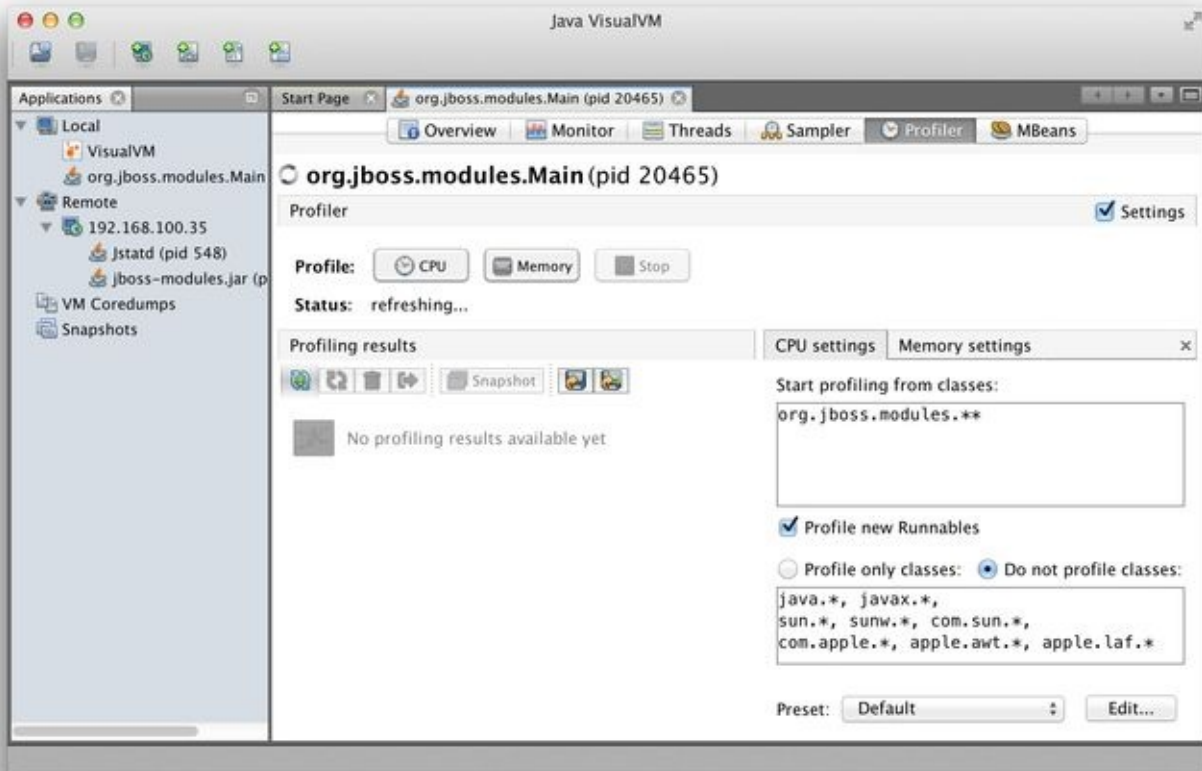 Java VisualVM
Applications
Start Page
org.jboss.modules.Main (pid 20465)
Local
VisualVM
org.jboss.modules.Main
Remote
192.168.100.35
Jstatd (pid 548)
jboss-modules.jar (p
VM Coredumps
Snapshots
Overview
Monitor
Threads
Sampler
Profiler
MBeans
org.jboss.modules.Main (pid 20465)
Profiler
Settings
Profile:
CPU
Memory
Stop
Status: refreshing...
Profiling results
Snapshot
No profiling results available yet
CPU settings
Memory settings
Start profiling from classes:
org.jboss.modules.**
Profile new Runnables
Profile only classes:
Do not profile classes:
java.*, javax.*,
sun.*, sunw.*, com.sun.*,
com.apple.*, apple.awt.*, apple.laf.*
Preset:
Default
Edit...